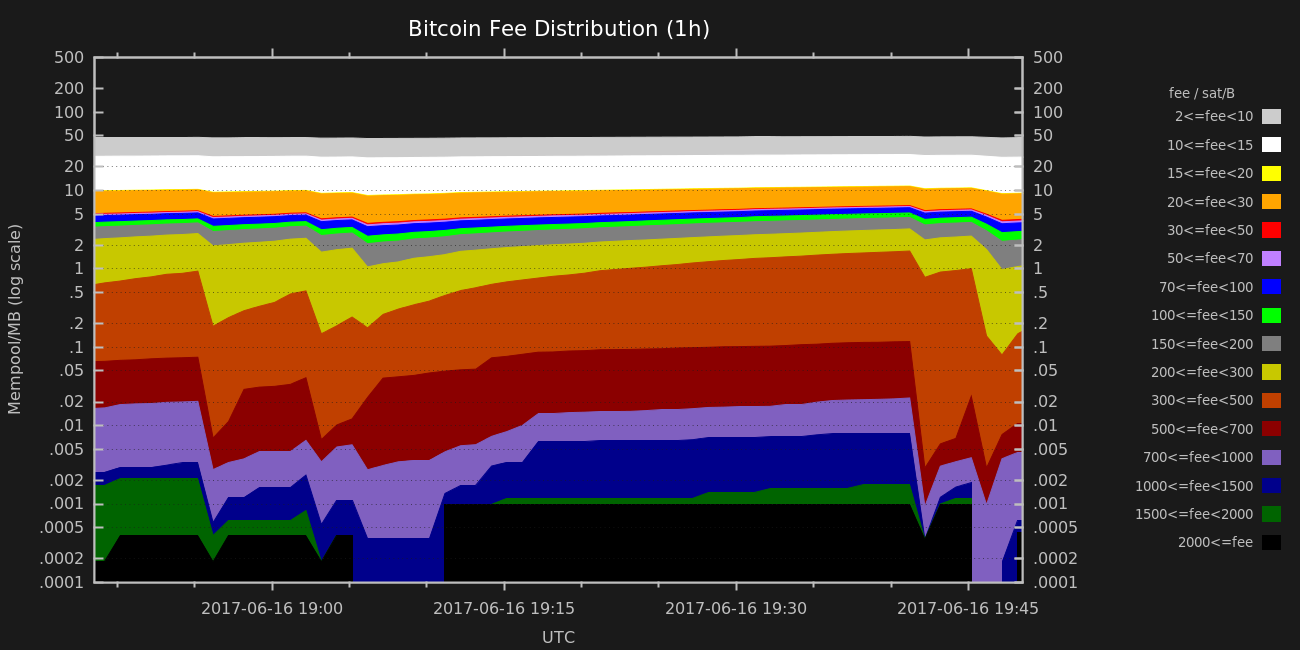 Bitcoin Fee Distribution (1h)
500 500
200 200
100 100
50 50
20 20
10 10
5 5
2 2
1 1
.5 .5
.2 .2
.1 .1
.05 .05
.02 .02
.01 .01
.005 .005
.002 .002
.001 .001
.0005 .0005
.0002 .0002
.0001 .0001
Mempool/MB (log scale)
2017-06-16 19:00 2017-06-16 19:15 2017-06-16 19:30 2017-06-16 19:45
UTC
fee / sat/B
2<=fee<10
10<=fee<15
15<=fee<20
20<=fee<30
30<=fee<50
50<=fee<70
70<=fee<100
100<=fee<150
150<=fee<200
200<=fee<300
300<=fee<500
500<=fee<700
700<=fee<1000
1000<=fee<1500
1500<=fee<2000
2000<=fee